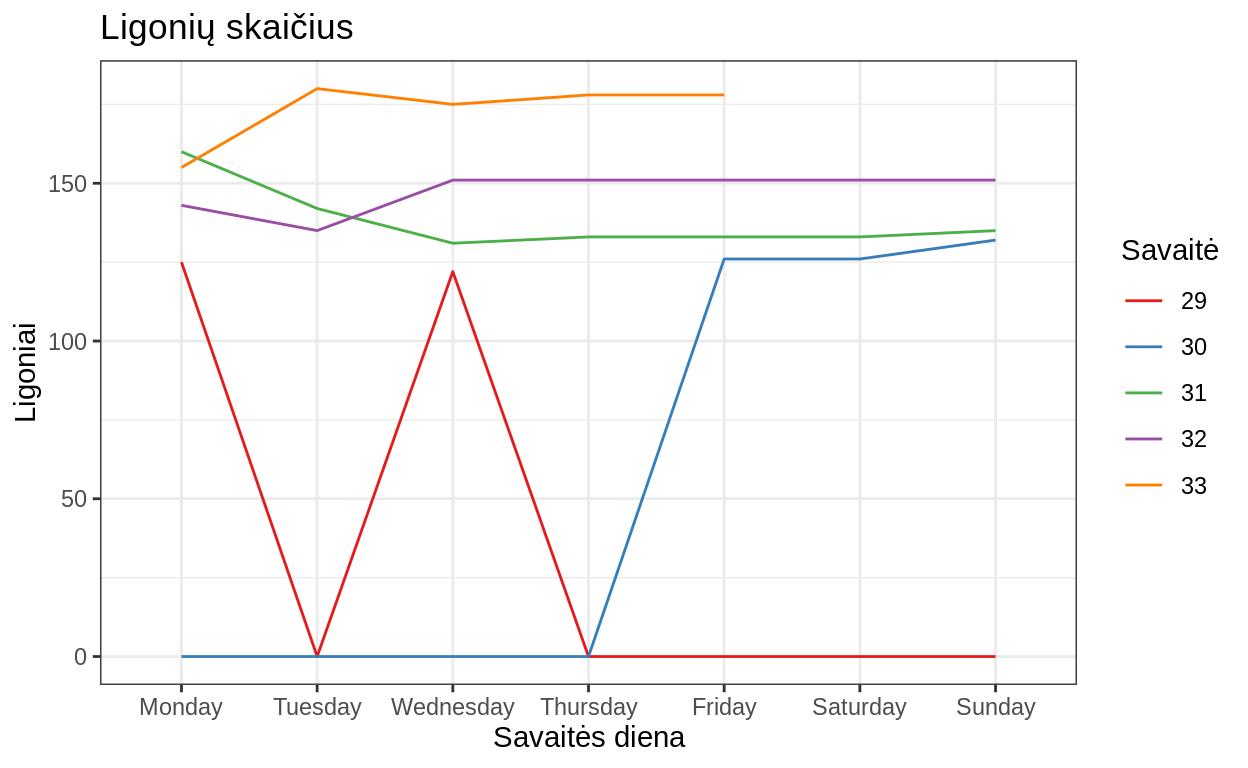 Ligonių skaičius
Ligoniai
150
100
50
0
Monday Tuesday Wednesday Thursday Friday Saturday Sunday
Savaitės diena
Savaitė
29
30
31
32
33